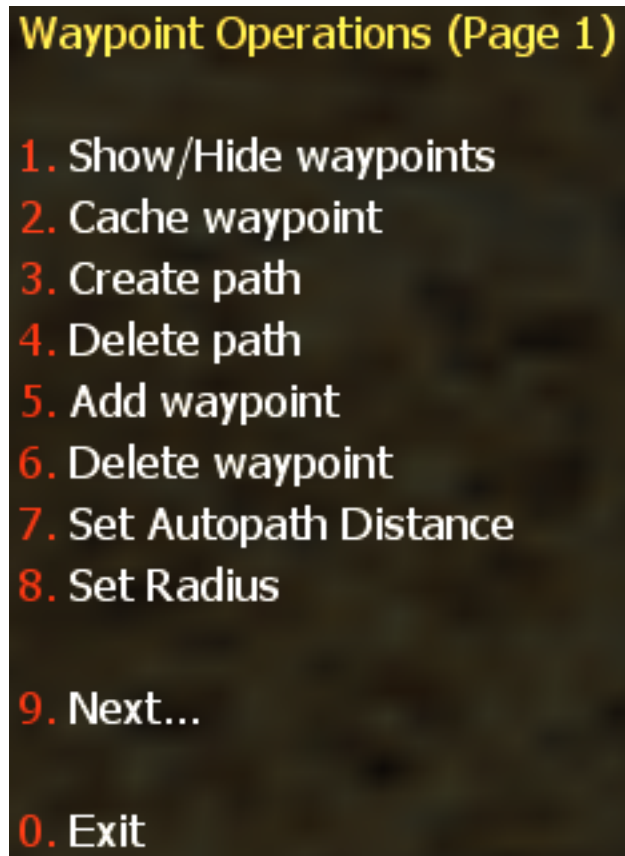 Waypoint Operations (Page 1)
1. Show/Hide waypoints
2. Cache waypoint
3. Create path
4. Delete path
5. Add waypoint
6. Delete waypoint
7. Set Autopath Distance
8. Set Radius
9. Next...
0. Exit